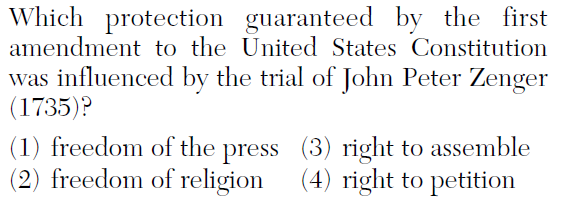 Which protection guaranteed by the first
amendment to the United States Constitution
was influenced by the trial of John Peter Zenger
(1735)?
(1) freedom of the press (3) right to assemble
(2) freedom of religion (4) right to petition